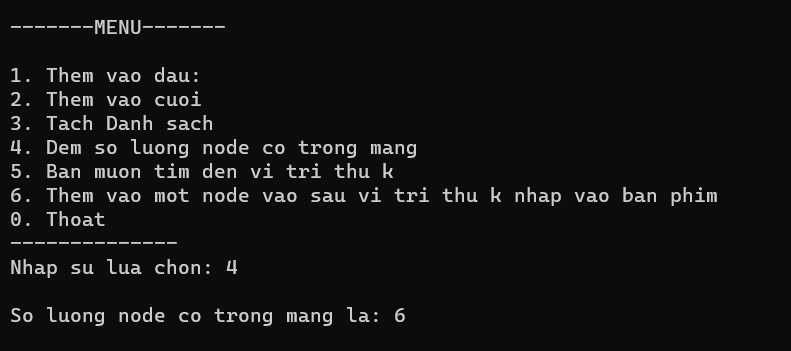 -------MENU-------
1. Them vao dau:
2. Them vao cuoi
3. Tach Danh sach
4. Dem so luong node co trong mang
5. Ban muon tim den vi tri thu k
6. Them vao mot node vao sau vi tri thu k nhap vao ban phim
0. Thoat
--------------
Nhap su lua chon: 4
So luong node co trong mang la: 6